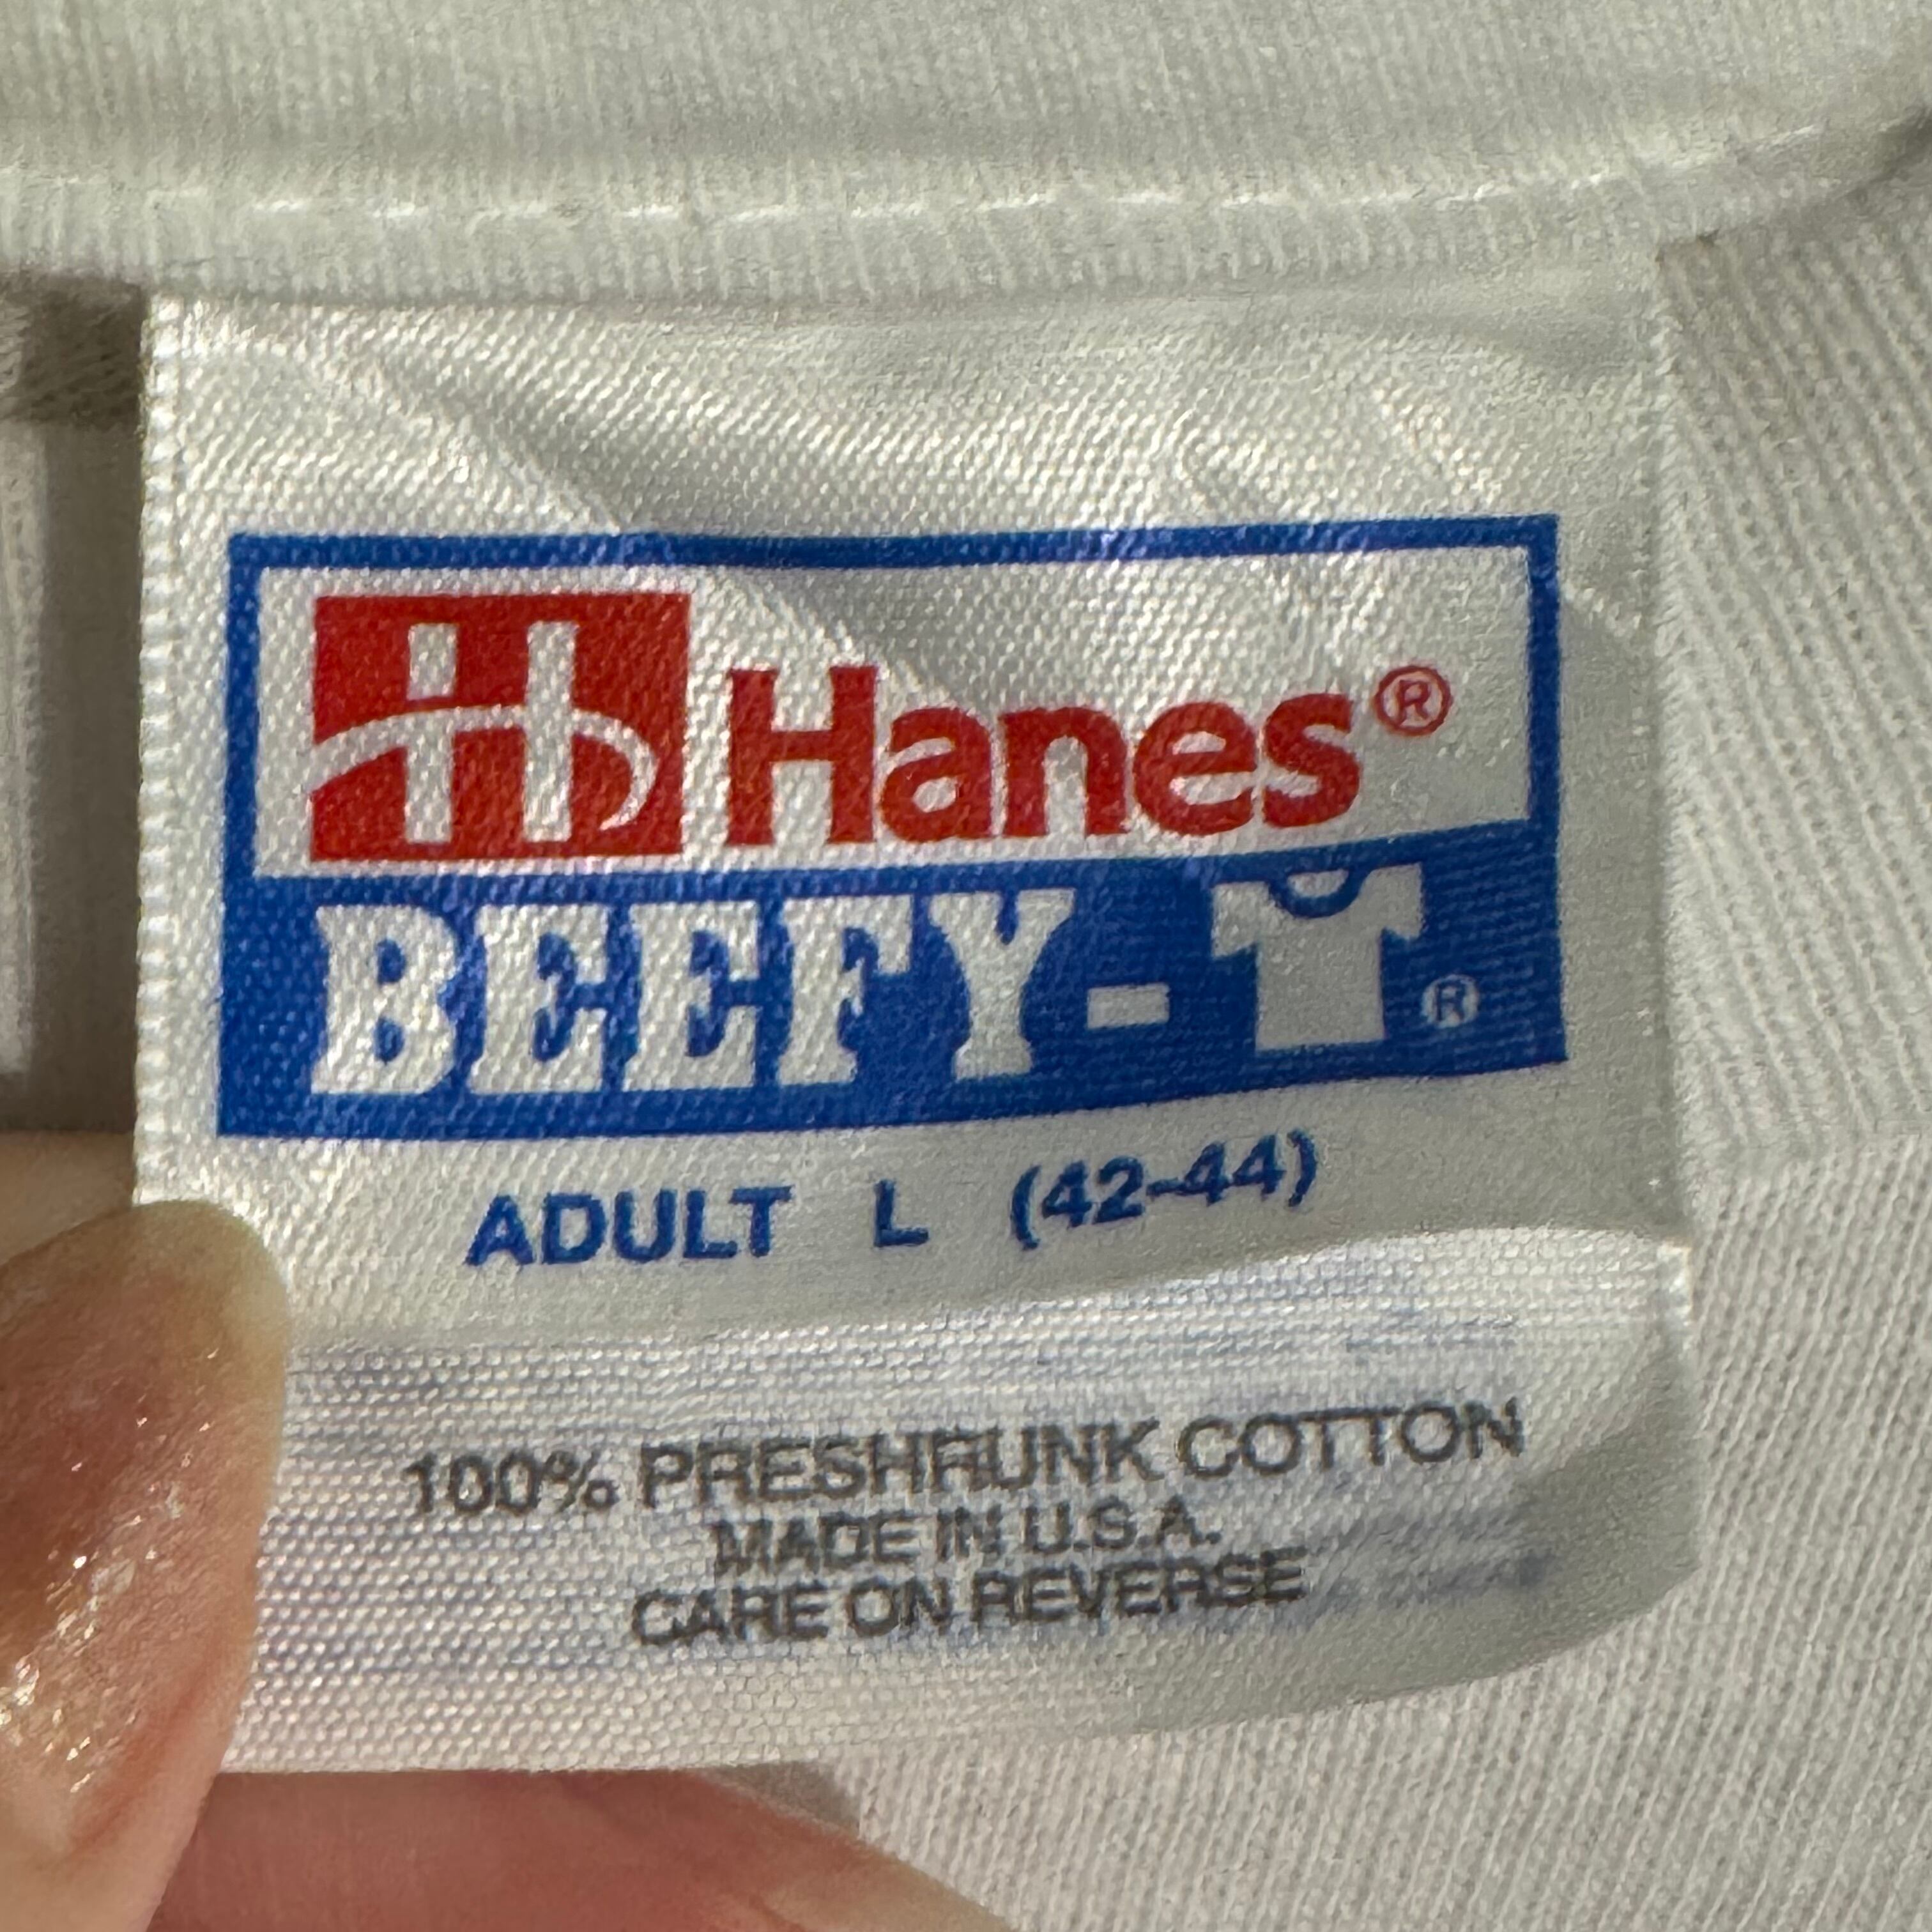 Hanes®
BEEFY-T®
ADULT L (42-44)
100% PRESHRUNK COTTON
MADE IN U.S.A.
CARE ON REVERSE